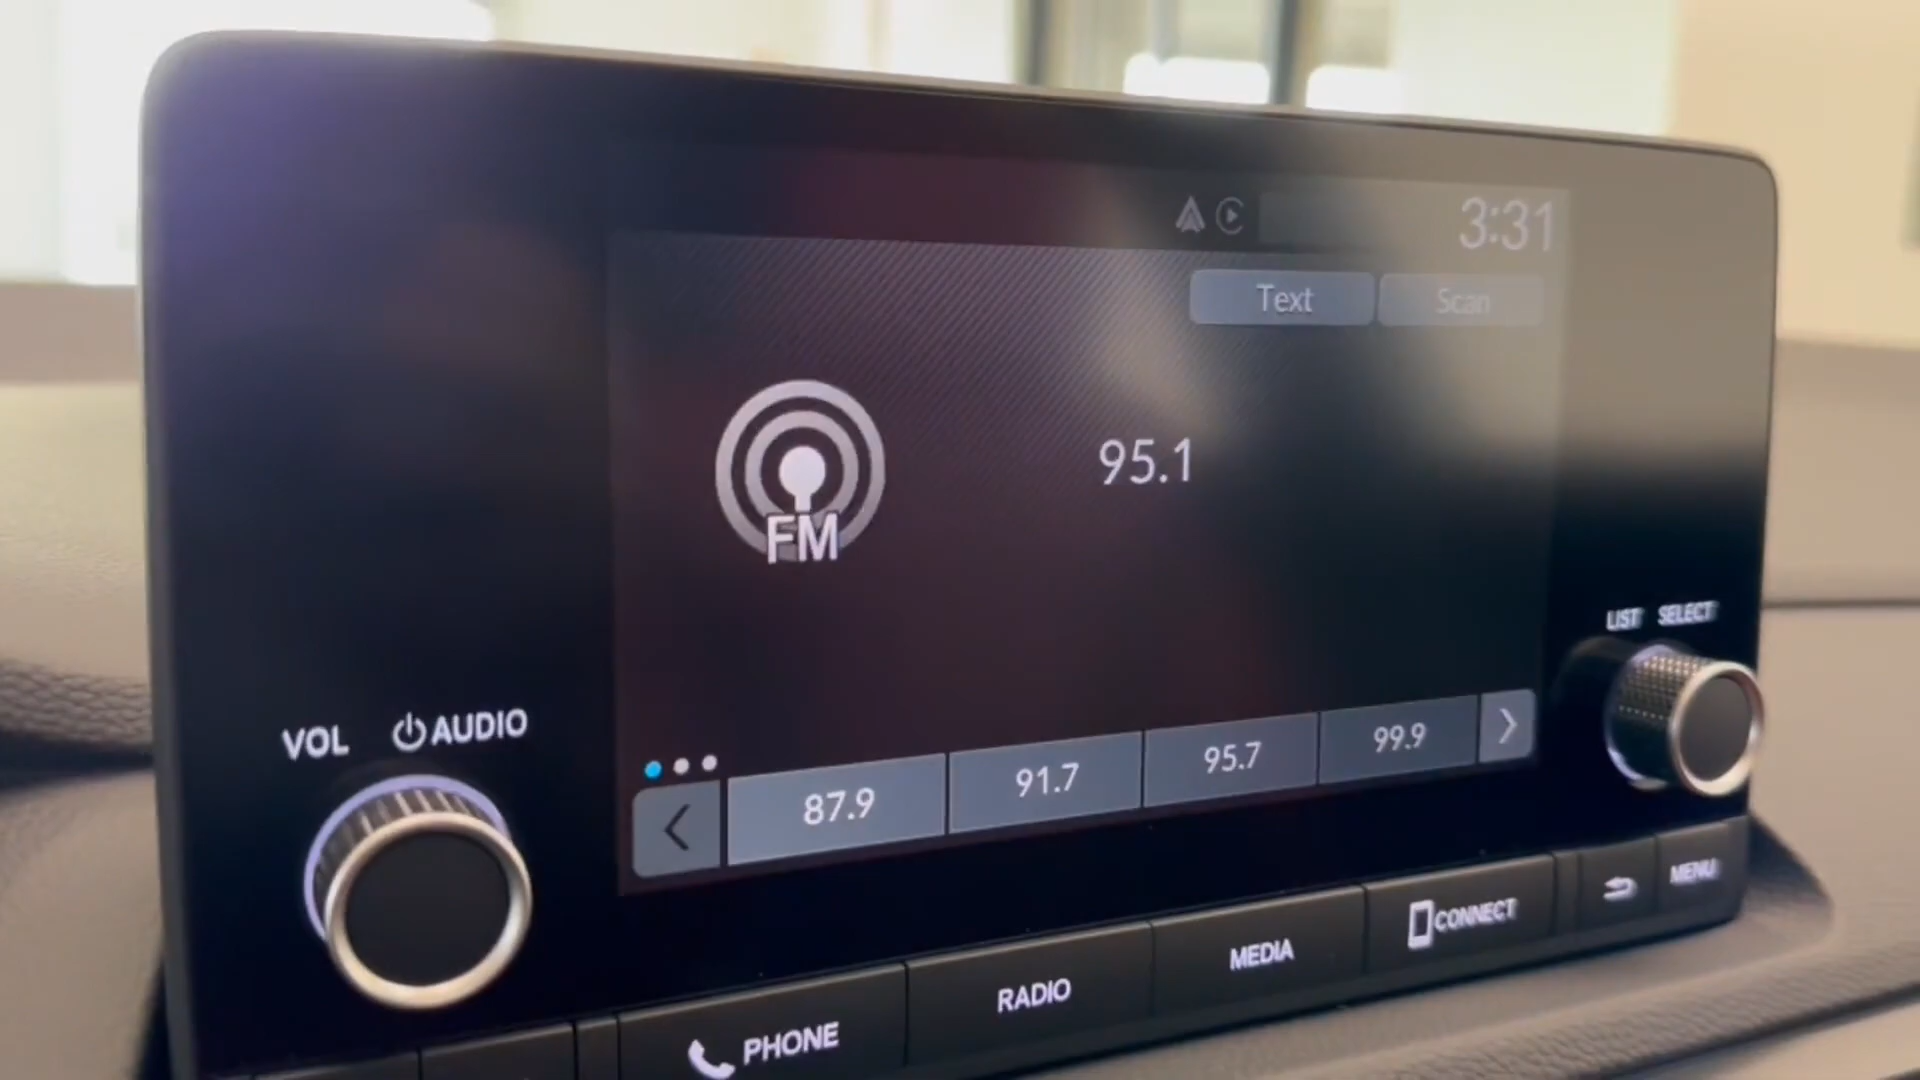 3:31
Text Scan
FM
95.1
LIST SELECT
VOL AUDIO
87.9 91.7 95.7 99.9
PHONE RADIO MEDIA CONNECT MENU